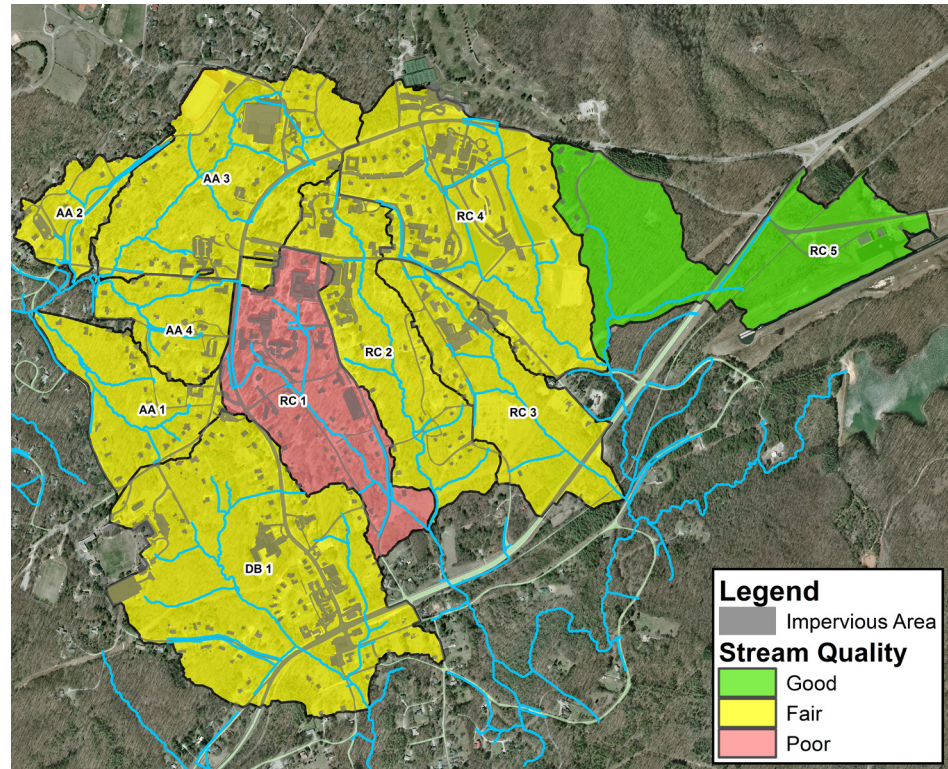 AA 3
AA 2
RC 4
RC 5
AA 4
RC 2
RC 1
AA 1
RC 3
DB 1
Legend
Impervious Area
Stream Quality
Good
Fair
Poor